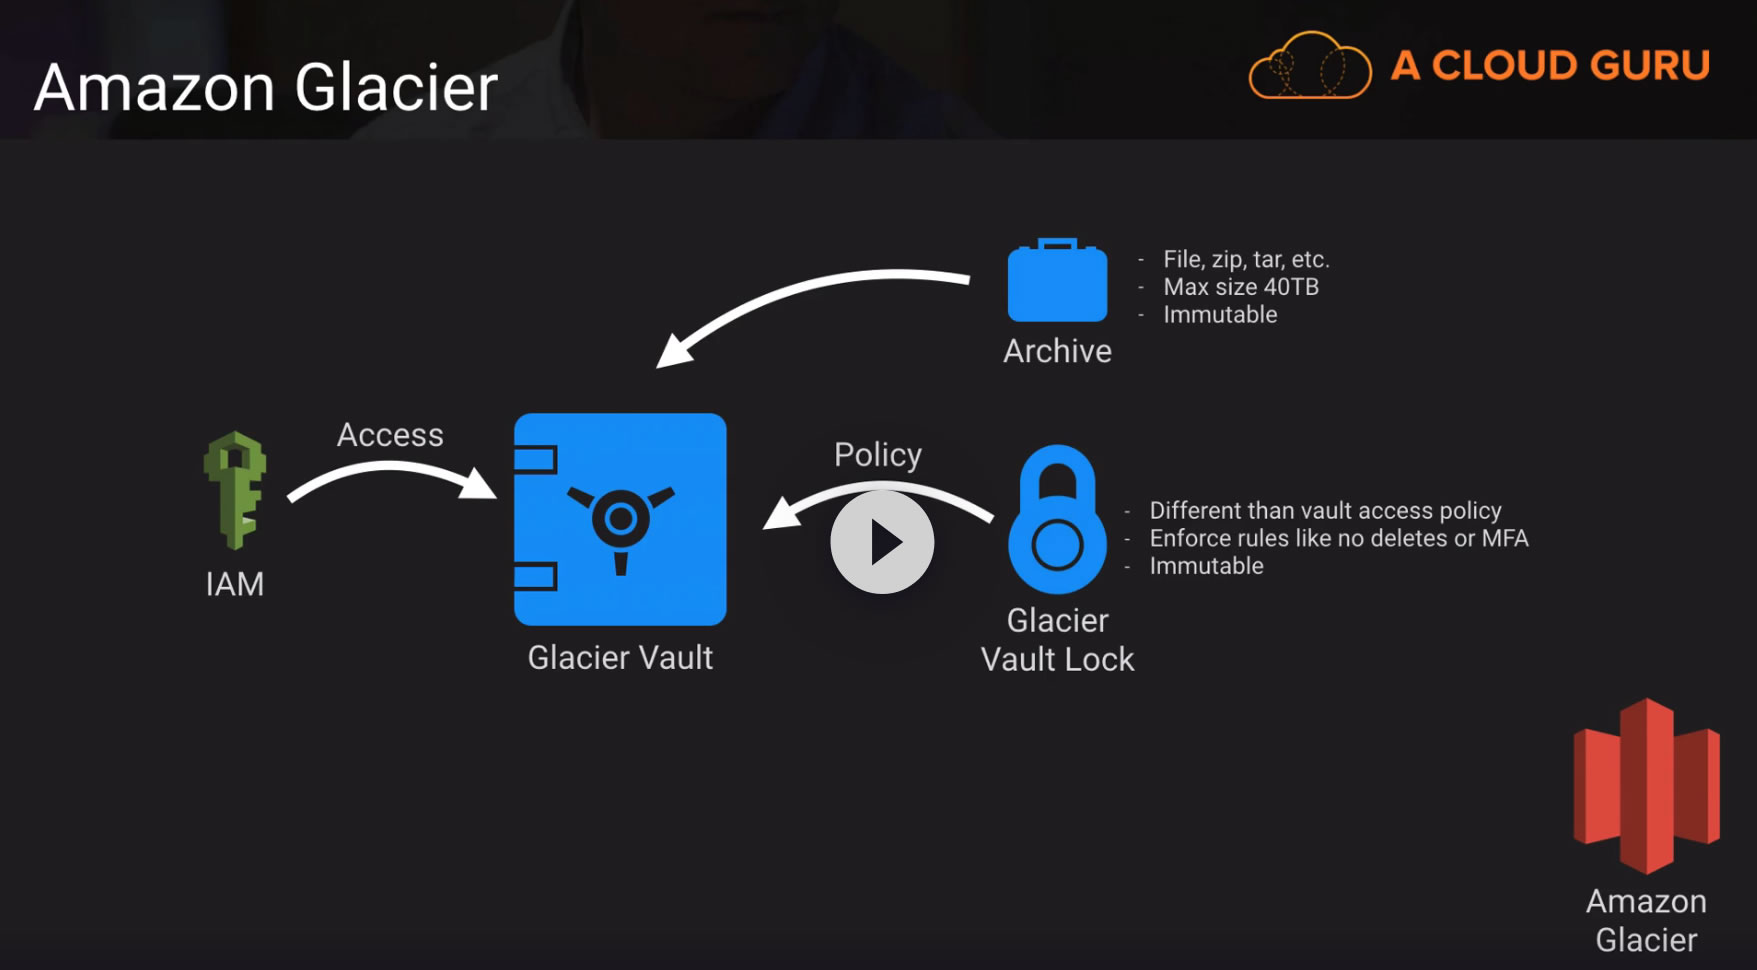 Amazon Glacier
A CLOUD GURU
- File, zip, tar, etc.
- Max size 40TB
- Immutable
Archive
Access
Policy
- Different than vault access policy
- Enforce rules like no deletes or MFA
- Immutable
IAM
Glacier
Vault Lock
Glacier Vault
Amazon
Glacier